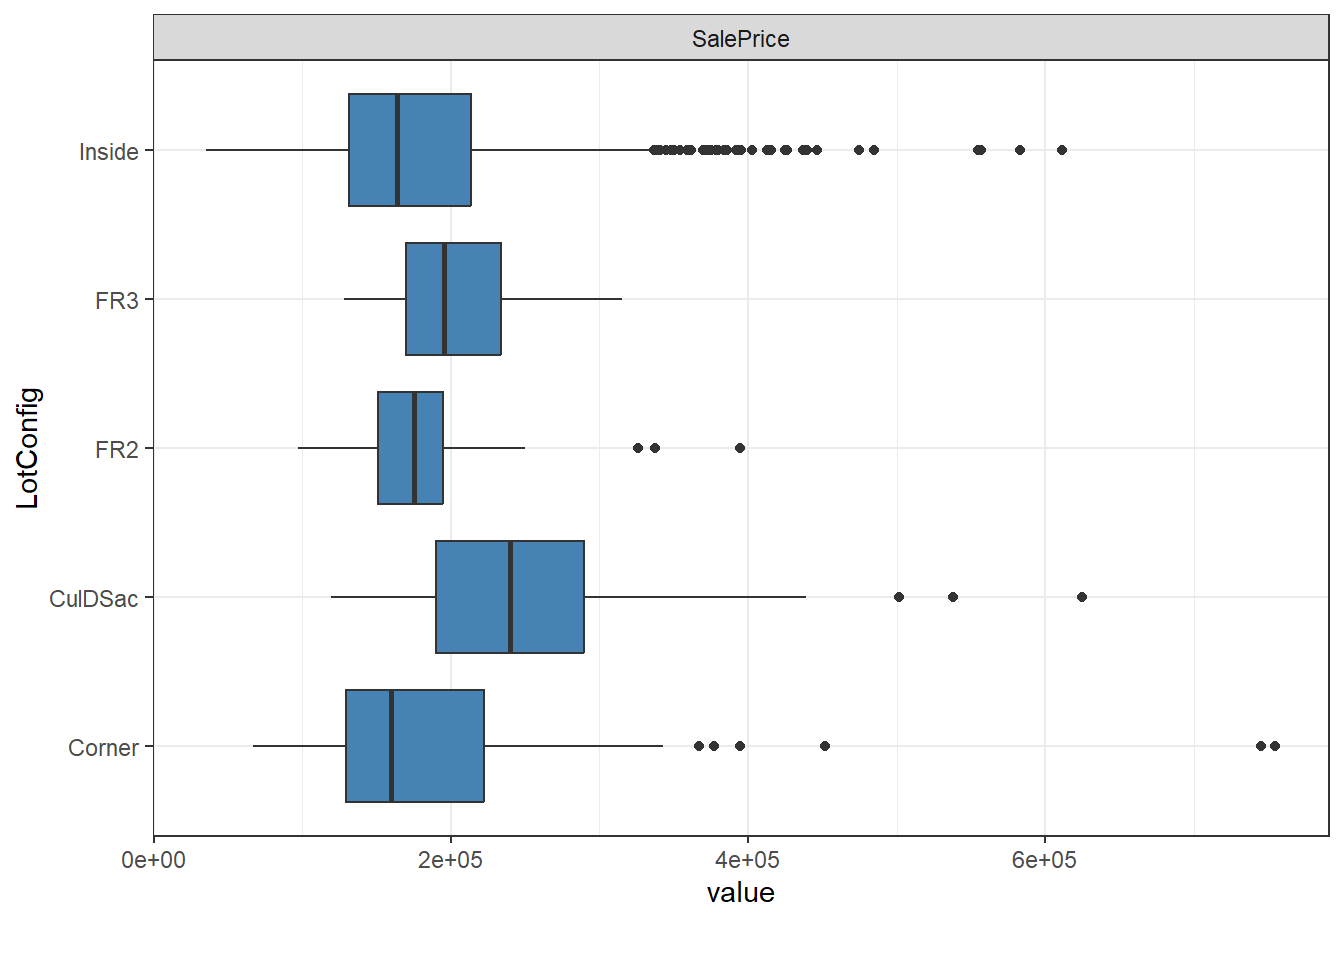 SalePrice
Inside
FR3
FR2
CulDSac
Corner
LotConfig
0e+00 2e+05 4e+05 6e+05
value